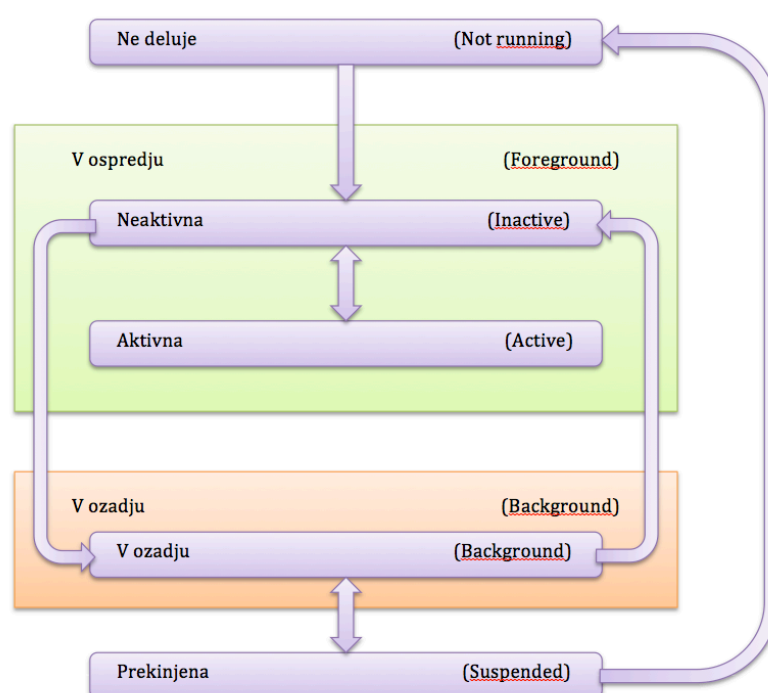 Ne deluje (Not running)
V ospredju (Foreground)
Neaktivna (Inactive)
Aktivna (Active)
V ozadju (Background)
V ozadju (Background)
Prekinjena (Suspended)